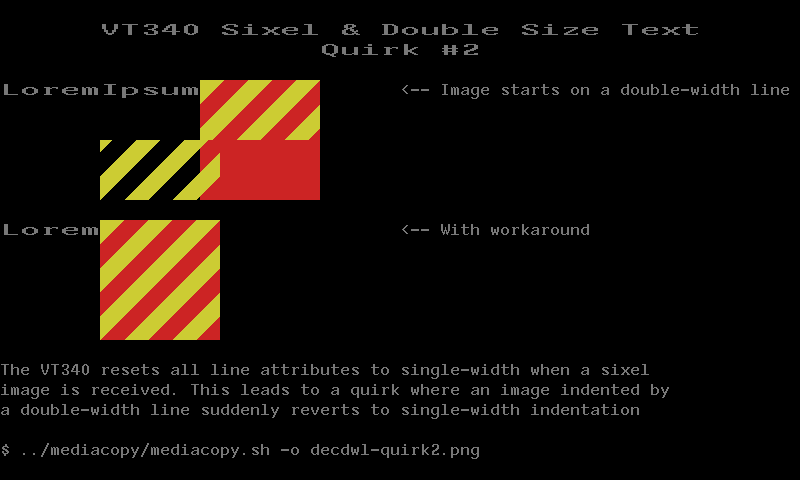 VT340 Sixel & Double Size Text
Quirk #2
LoremIpsum <-- Image starts on a double-width line
Lorem <-- With workaround
The VT340 resets all line attributes to single-width when a sixel
image is received. This leads to a quirk where an image indented by
a double-width line suddenly reverts to single-width indentation
$ ../mediacopy/mediacopy.sh -o decdwl-quirk2.png